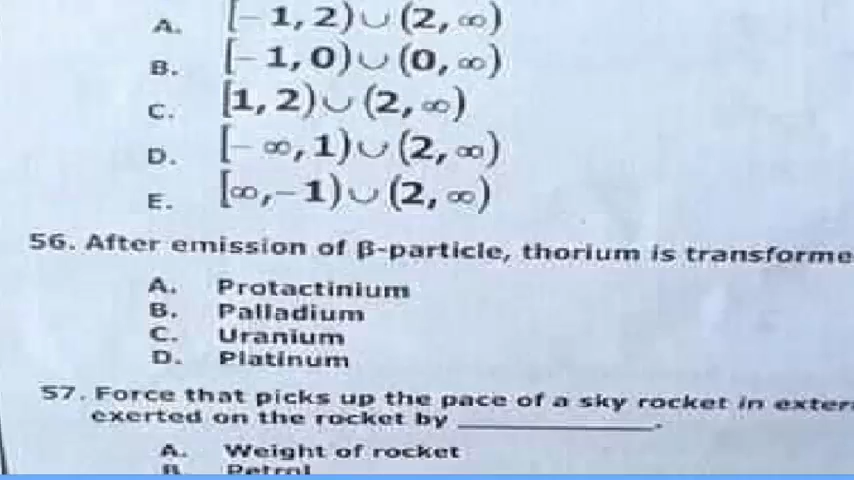 A. [- 1, 2) ∪ (2, ∞)
B. [- 1, 0) ∪ (0, ∞)
C. [1, 2) ∪ (2, ∞)
D. [- ∞, 1) ∪ (2, ∞)
E. [∞, - 1) ∪ (2, ∞)
56. After emission of β-particle, thorium is transforme
A. Protactinium
B. Palladium
C. Uranium
D. Platinum
57. Force that picks up the pace of a sky rocket in exter
exerted on the rocket by ____________.
A. Weight of rocket
B. Petrol